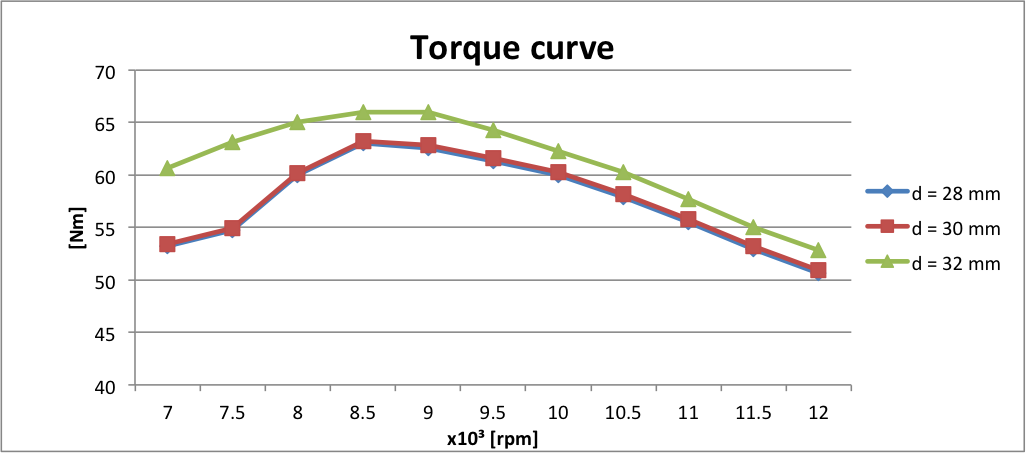 Torque curve
70
65
60
55
50
45
40
[Nm]
7 7.5 8 8.5 9 9.5 10 10.5 11 11.5 12
x10³ [rpm]
d = 28 mm
d = 30 mm
d = 32 mm